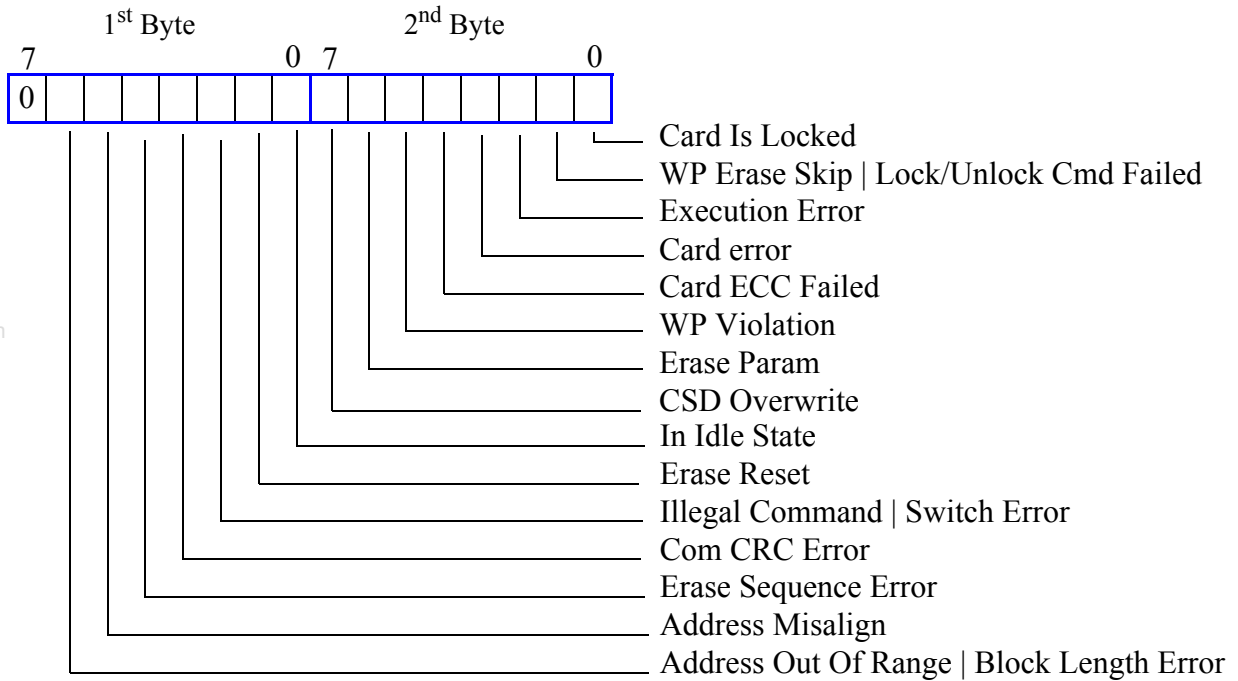 1st Byte 2nd Byte
7 0 7 0
0
Card Is Locked
WP Erase Skip | Lock/Unlock Cmd Failed
Execution Error
Card error
Card ECC Failed
WP Violation
Erase Param
CSD Overwrite
In Idle State
Erase Reset
Illegal Command | Switch Error
Com CRC Error
Erase Sequence Error
Address Misalign
Address Out Of Range | Block Length Error